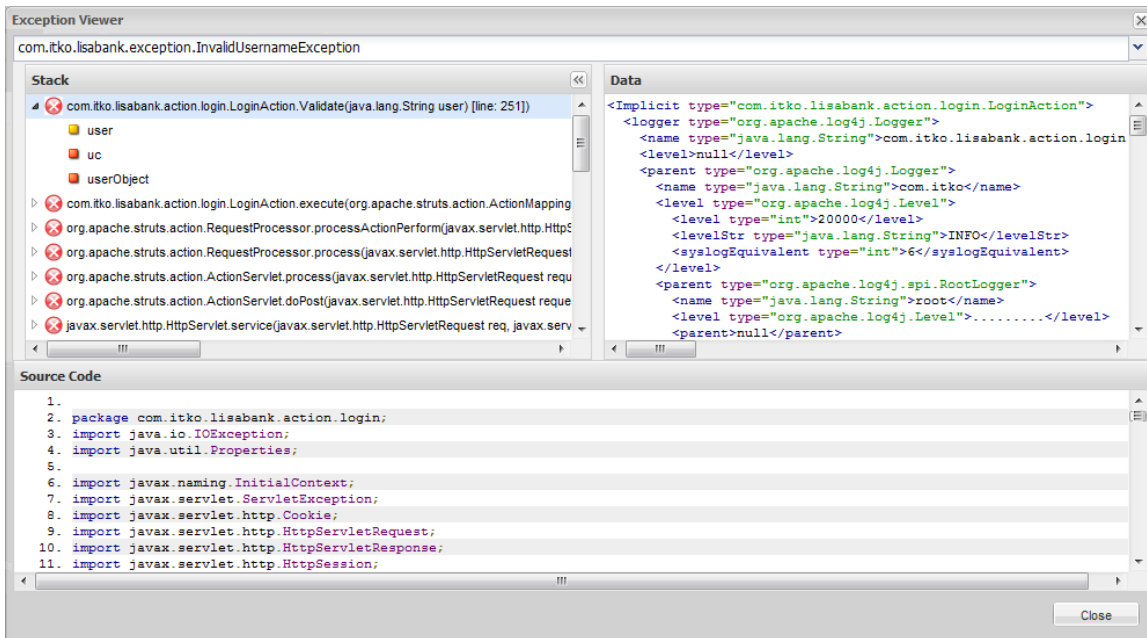 Exception Viewer
com.itko.lisabank.exception.InvalidUsernameException
Stack
com.itko.lisabank.action.login.LoginAction.Validate(java.lang.String user) [line: 251])
user
uc
userObject
com.itko.lisabank.action.login.LoginAction.execute(org.apache.struts.action.ActionMapping
org.apache.struts.action.RequestProcessor.processActionPerform(javax.servlet.http.HttpS
org.apache.struts.action.RequestProcessor.process(javax.servlet.http.HttpServletRequest
org.apache.struts.action.ActionServlet.process(javax.servlet.http.HttpServletRequest requ
org.apache.struts.action.ActionServlet.doPost(javax.servlet.http.HttpServletRequest reque
javax.servlet.http.HttpServlet.service(javax.servlet.http.HttpServletRequest req, javax.serv
Data
<Implicit type="com.itko.lisabank.action.login.LoginAction">
<logger type="org.apache.log4j.Logger">
<name type="java.lang.String">com.itko.lisabank.action.login
<level>null</level>
<parent type="org.apache.log4j.Logger">
<name type="java.lang.String">com.itko</name>
<level type="org.apache.log4j.Level">
<level type="int">20000</level>
<levelStr type="java.lang.String">INFO</levelStr>
<syslogEquivalent type="int">6</syslogEquivalent>
</level>
<parent type="org.apache.log4j.spi.RootLogger">
<name type="java.lang.String">root</name>
<level type="org.apache.log4j.Level">.........</level>
<parent>null</parent>
Source Code
1.
2. package com.itko.lisabank.action.login;
3. import java.io.IOException;
4. import java.util.Properties;
5.
6. import javax.naming.InitialContext;
7. import javax.servlet.ServletException;
8. import javax.servlet.http.Cookie;
9. import javax.servlet.http.HttpServletRequest;
10. import javax.servlet.http.HttpServletResponse;
11. import javax.servlet.http.HttpSession;
Close